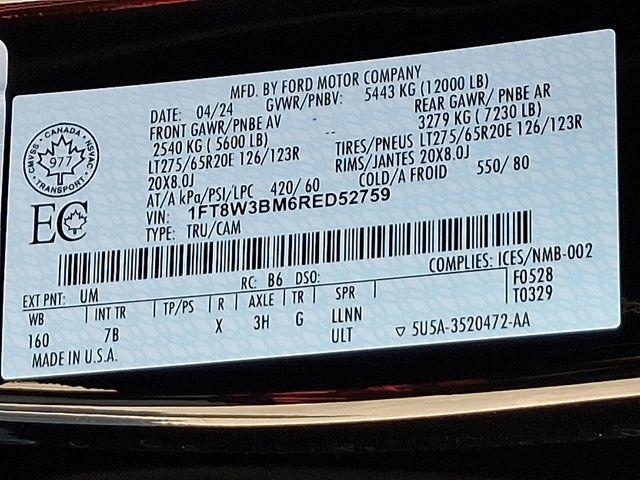 MFD. BY FORD MOTOR COMPANY
DATE: 04/24 GVWR/PNBV: 5443 KG (12000 LB)
FRONT GAWR/PNBE AV REAR GAWR/ PNBE AR
2540 KG ( 5600 LB) -- 3279 KG ( 7230 LB)
LT275/65R20E 126/123R TIRES/PNEUS LT275/65R20E 126/123R
20X8.0J RIMS/JANTES 20X8.0J
AT/A kPa/PSI/LPC 420/ 60 COLD/A FROID 550/ 80
VIN: 1FT8W3BM6RED52759
TYPE: TRU/CAM
CANADA
CMVSS 977 NSVAC
TRANSPORT
EC
COMPLIES: ICES/NMB-002
EXT PNT: UM RC: B6 DSO: F0528
WB INT TR TP/PS R AXLE TR SPR T0329
160 7B X 3H G LLNN
ULT 5U5A-3520472-AA
MADE IN U.S.A.